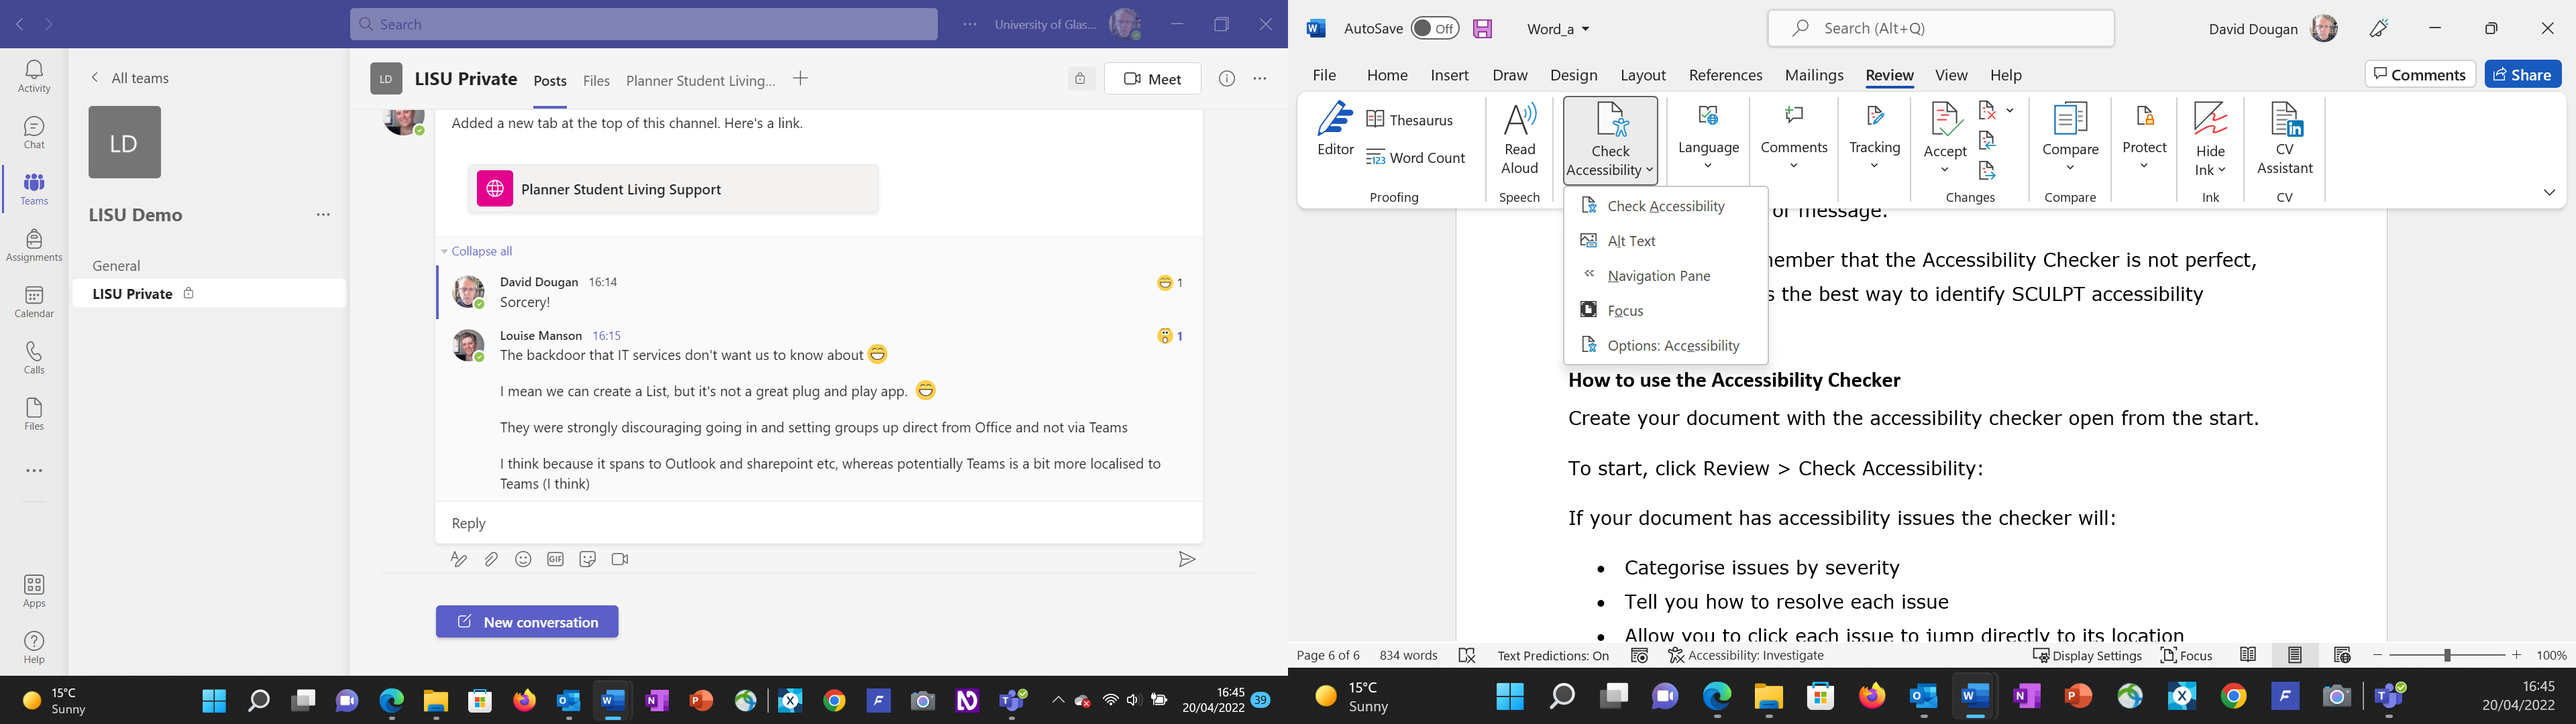 Search
University of Glas...
Activity
Chat
Teams
Assignments
Calendar
Calls
Files
Apps
Help
All teams
LD
LISU Demo
General
LISU Private
LD
LISU Private
Posts
Files
Planner Student Living...
Meet
Added a new tab at the top of this channel. Here's a link.
Planner Student Living Support
Collapse all
David Dougan 16:14
1
Sorcery!
Louise Manson 16:15
1
The backdoor that IT services don't want us to know about
I mean we can create a List, but it's not a great plug and play app.
They were strongly discouraging going in and setting groups up direct from Office and not via Teams
I think because it spans to Outlook and sharepoint etc, whereas potentially Teams is a bit more localised to
Teams (I think)
Reply
GIF
New conversation
15°C
Sunny
16:45
20/04/2022
39
AutoSave
Off
Word_a
Search (Alt+Q)
David Dougan
File
Home
Insert
Draw
Design
Layout
References
Mailings
Review
View
Help
Comments
Share
Editor
Thesaurus
Word Count
Proofing
Read
Aloud
Speech
Check
Accessibility
Language
Comments
Tracking
Accept
Changes
Compare
Compare
Protect
Hide
Ink
Ink
CV
Assistant
CV
Check Accessibility
Alt Text
Navigation Pane
Focus
Options: Accessibility
or message.
member that the Accessibility Checker is not perfect,
s the best way to identify SCULPT accessibility
How to use the Accessibility Checker
Create your document with the accessibility checker open from the start.
To start, click Review > Check Accessibility:
If your document has accessibility issues the checker will:
• Categorise issues by severity
• Tell you how to resolve each issue
• Allow you to click each issue to jump directly to its location
Page 6 of 6
834 words
Text Predictions: On
Accessibility: Investigate
Display Settings
Focus
100%
15°C
Sunny
16:45
20/04/2022